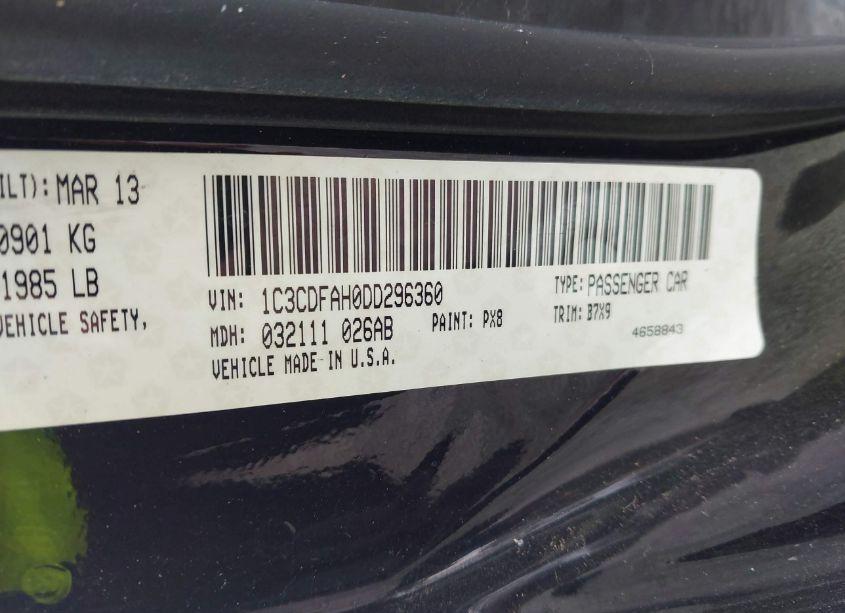 ILT): MAR 13
0901 KG
1985 LB
VEHICLE SAFETY,
VIN: 1C3CDFAH0DD296360
TYPE: PASSENGER CAR
MDH: 032111 026AB
PAINT: PX8
TRIM: B7X9
VEHICLE MADE IN U.S.A.
4658843